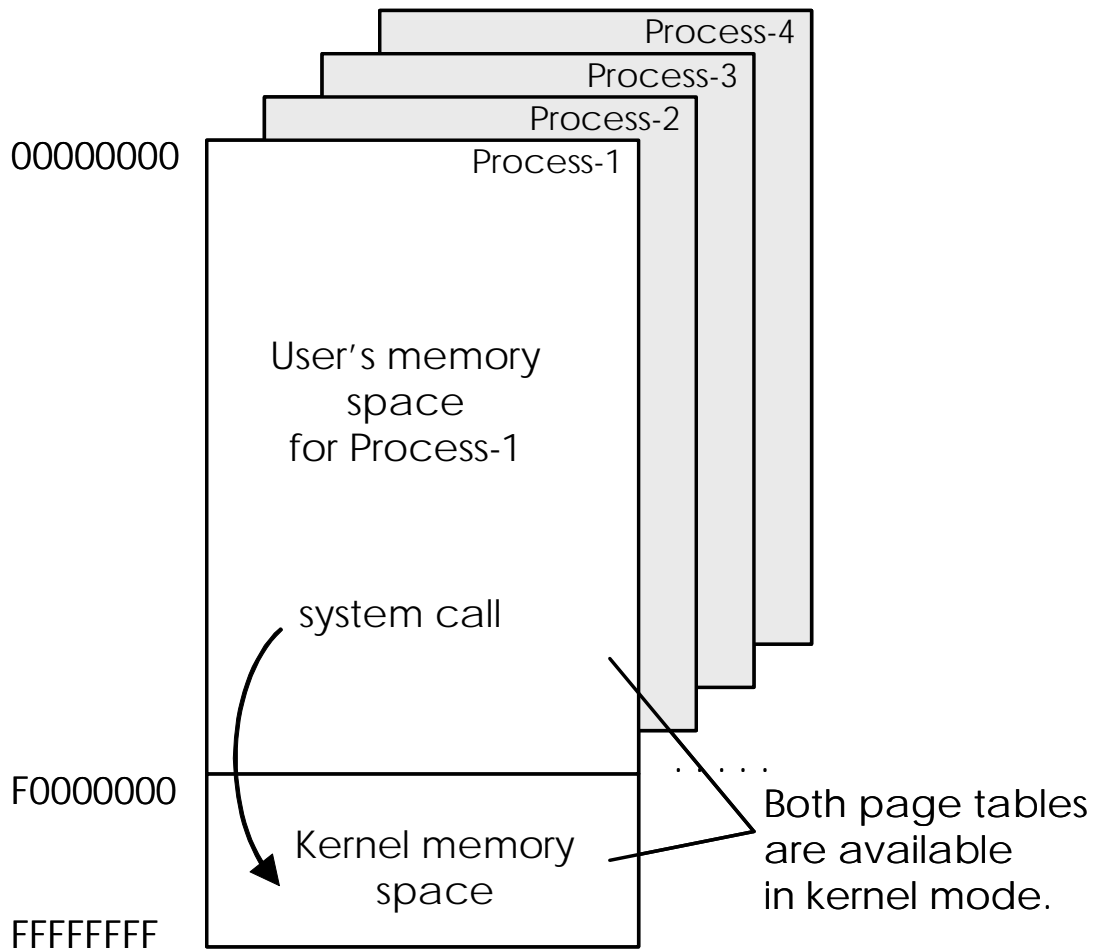 Process-4
Process-3
Process-2
00000000
Process-1
User's memory
space
for Process-1
system call
F0000000
. . . . .
Both page tables
are available
in kernel mode.
Kernel memory
space
FFFFFFFF